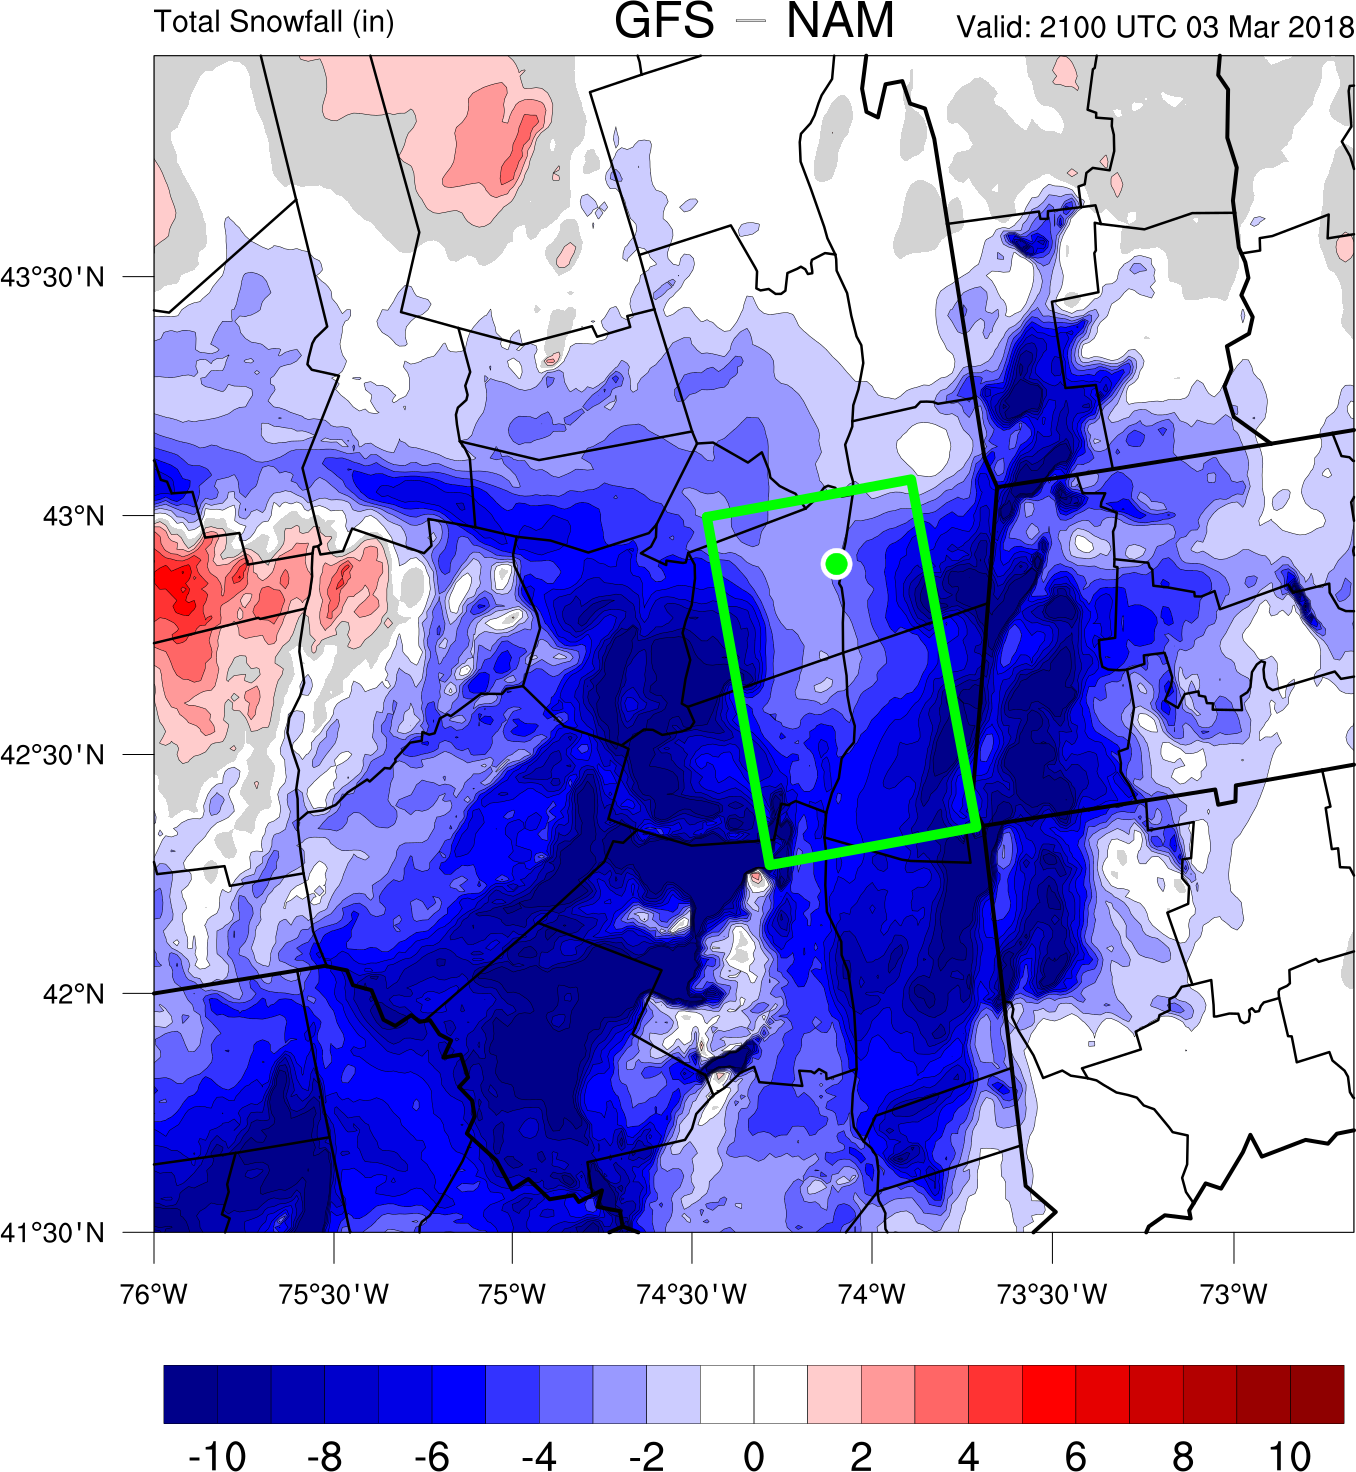 Total Snowfall (in) GFS — NAM Valid: 2100 UTC 03 Mar 2018
43°30'N
43°N
42°30'N
42°N
41°30'N
76°W 75°30'W 75°W 74°30'W 74°W 73°30'W 73°W
-10 -8 -6 -4 -2 0 2 4 6 8 10